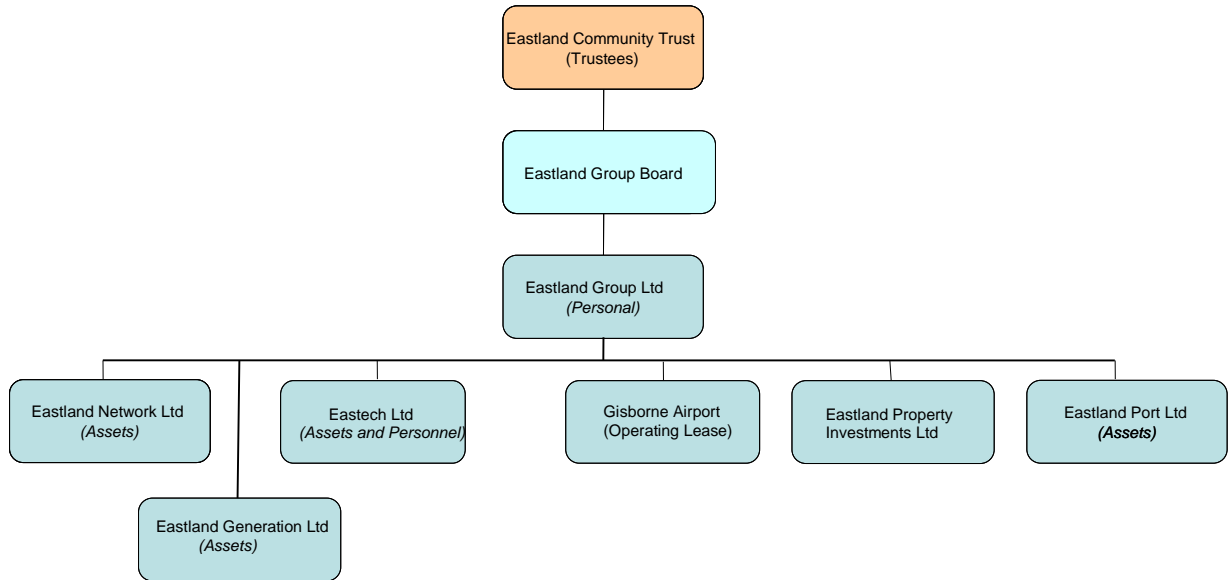 Eastland Community Trust
(Trustees)
Eastland Group Board
Eastland Group Ltd
(Personal)
Eastland Network Ltd
(Assets)
Eastech Ltd
(Assets and Personnel)
Gisborne Airport
(Operating Lease)
Eastland Property
Investments Ltd
Eastland Port Ltd
(Assets)
Eastland Generation Ltd
(Assets)